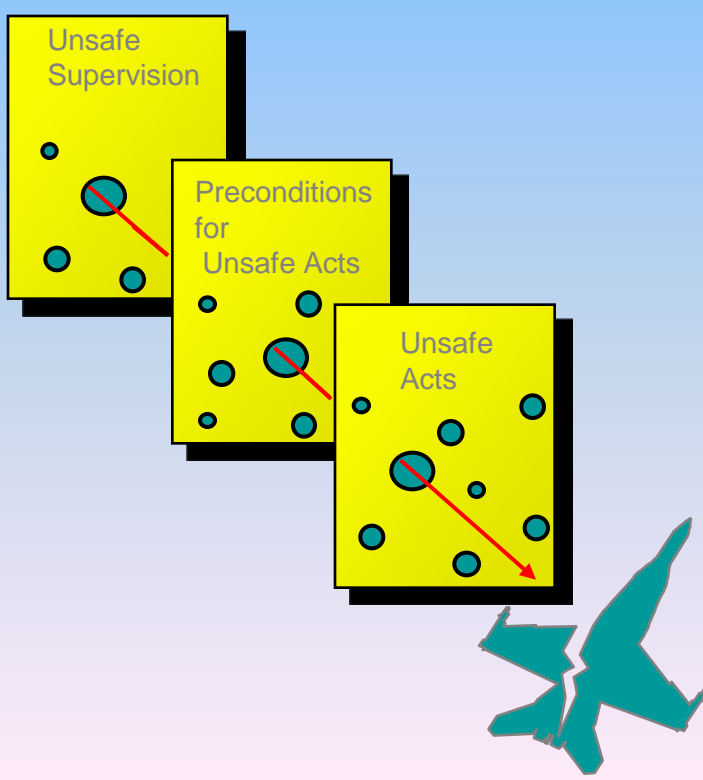 Unsafe
Supervision
Preconditions
for
Unsafe Acts
Unsafe
Acts